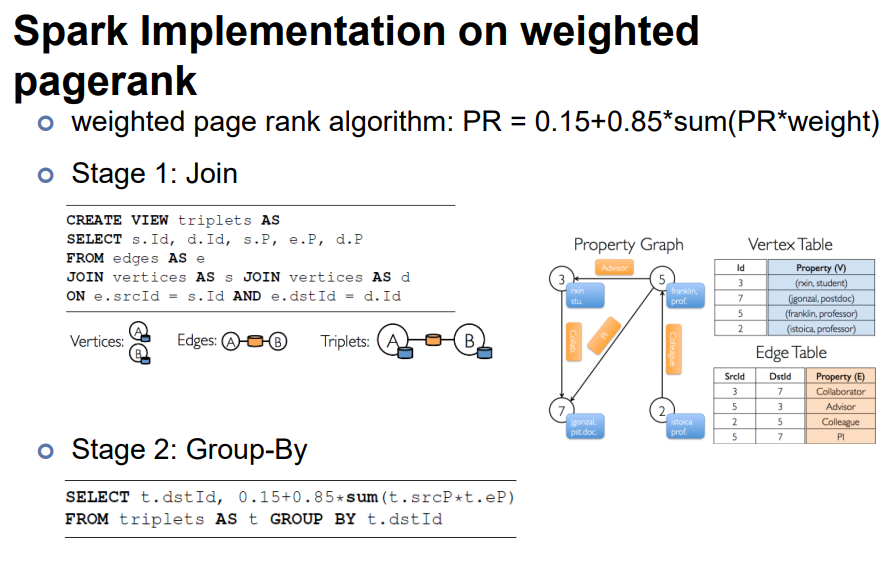 Spark Implementation on weighted
pagerank
weighted page rank algorithm: PR = 0.15+0.85*sum(PR*weight)
Stage 1: Join
CREATE VIEW triplets AS
SELECT s.Id, d.Id, s.P, e.P, d.P
FROM edges AS e
JOIN vertices AS s JOIN vertices AS d
ON e.srcId = s.Id AND e.dstId = d.Id
Vertices: A B
Edges: A B
Triplets: A B
Property Graph
Advisor
3
5
rxin
stu.
franklin,
prof.
Collab.
PI
Colleague
7
2
jgonzal,
pst.doc.
istoica
prof.
Vertex Table
Id Property (V)
3 (rxin, student)
7 (jgonzal, postdoc)
5 (franklin, professor)
2 (istoica, professor)
Edge Table
SrcId DstId Property (E)
3 7 Collaborator
5 3 Advisor
2 5 Colleague
5 7 PI
Stage 2: Group-By
SELECT t.dstId, 0.15+0.85*sum(t.srcP*t.eP)
FROM triplets AS t GROUP BY t.dstId